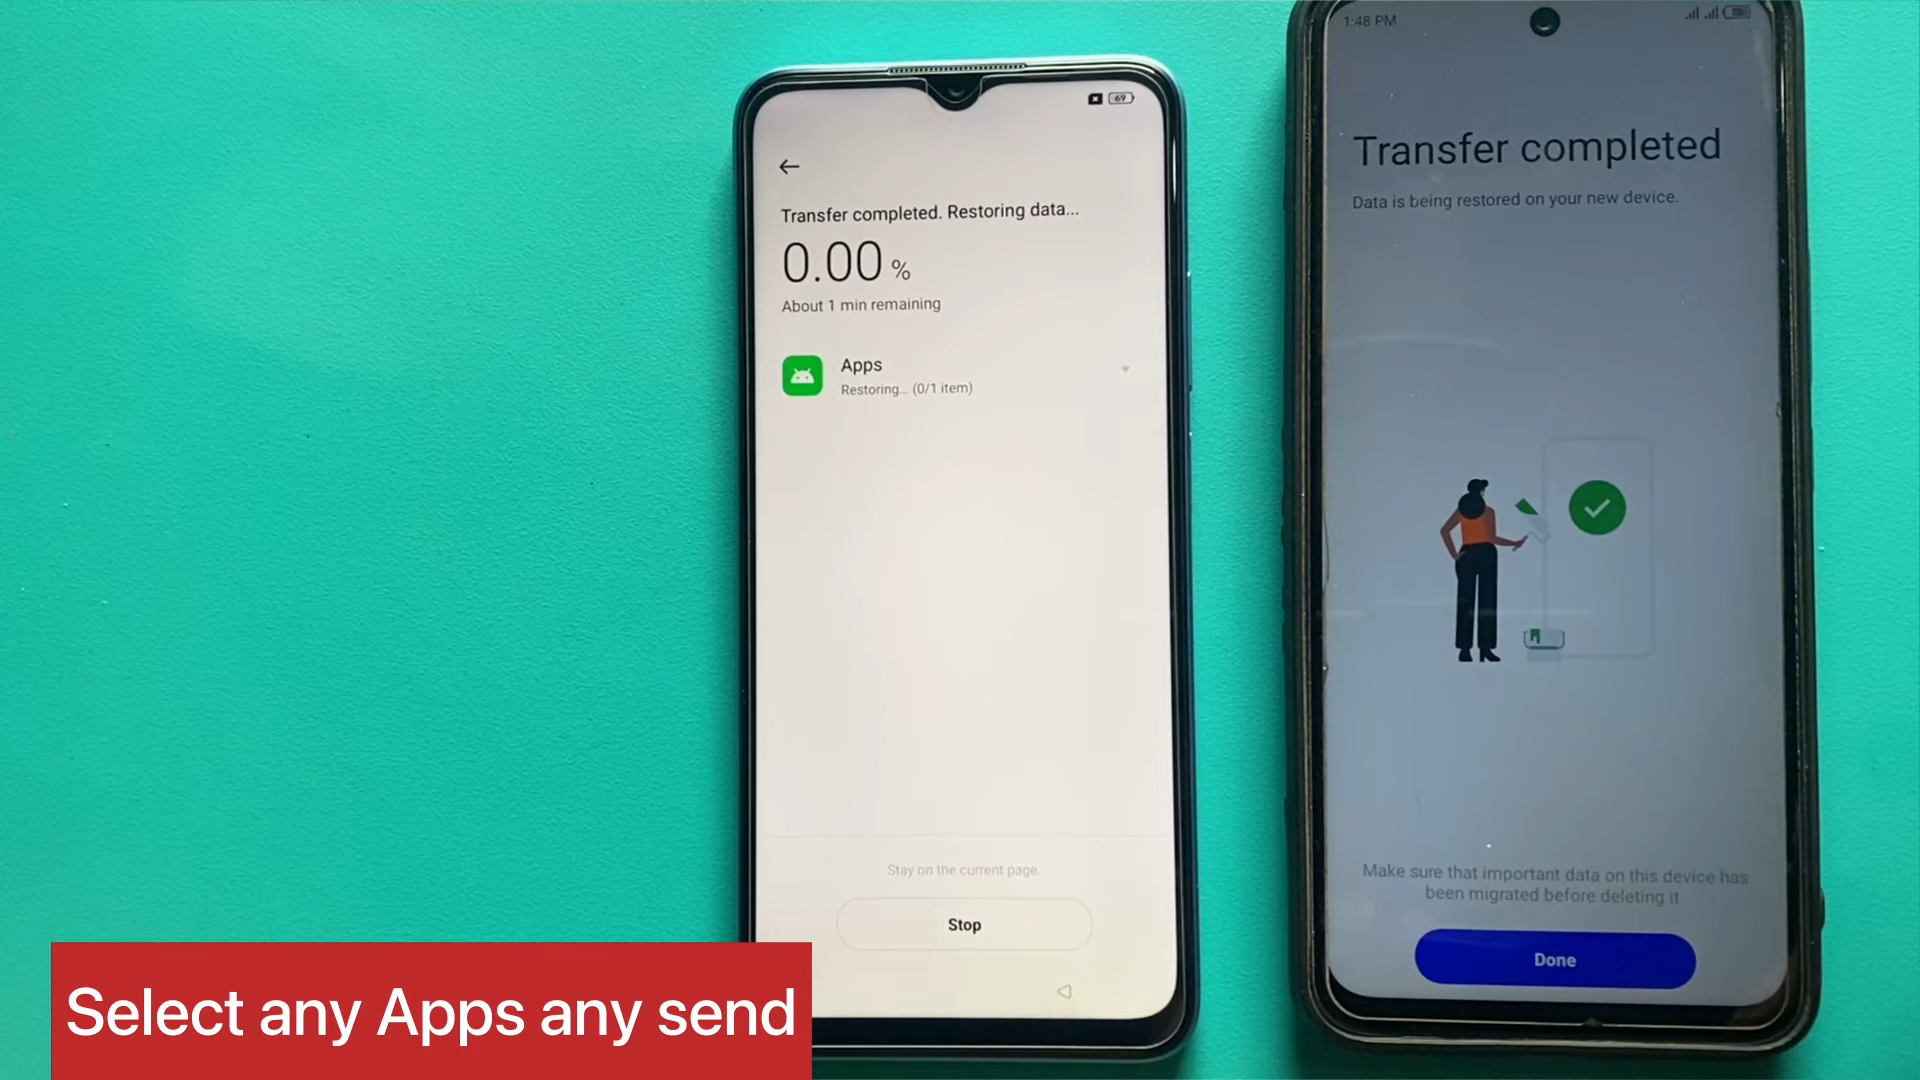 69
Transfer completed. Restoring data...
0.00 %
About 1 min remaining
Apps
Restoring... (0/1 item)
Stay on the current page.
Stop
1:48 PM
Transfer completed
Data is being restored on your new device.
Make sure that important data on this device has
been migrated before deleting it
Done
Select any Apps any send